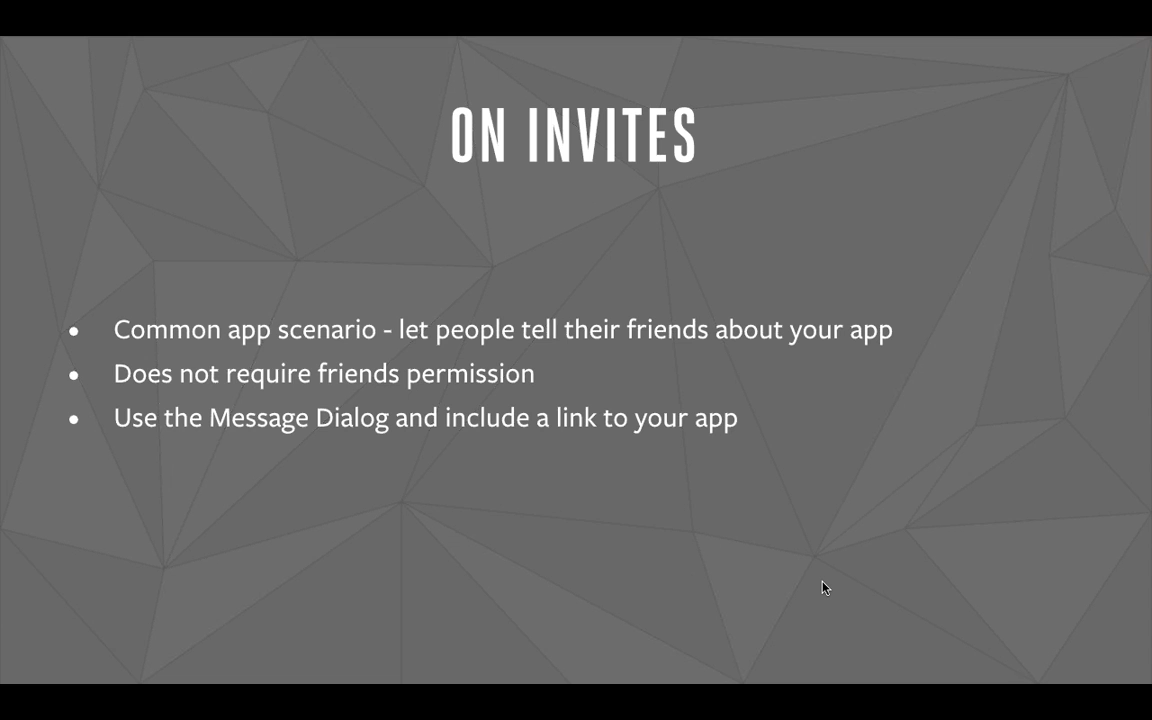 ON INVITES
• Common app scenario - let people tell their friends about your app
• Does not require friends permission
• Use the Message Dialog and include a link to your app